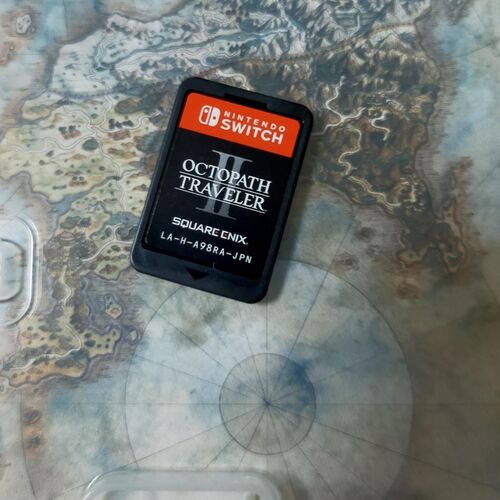 NINTENDO
SWITCH
II
OCTOPATH
TRAVELER
SQUARE ENIX
LA-H-A98RA-JPN